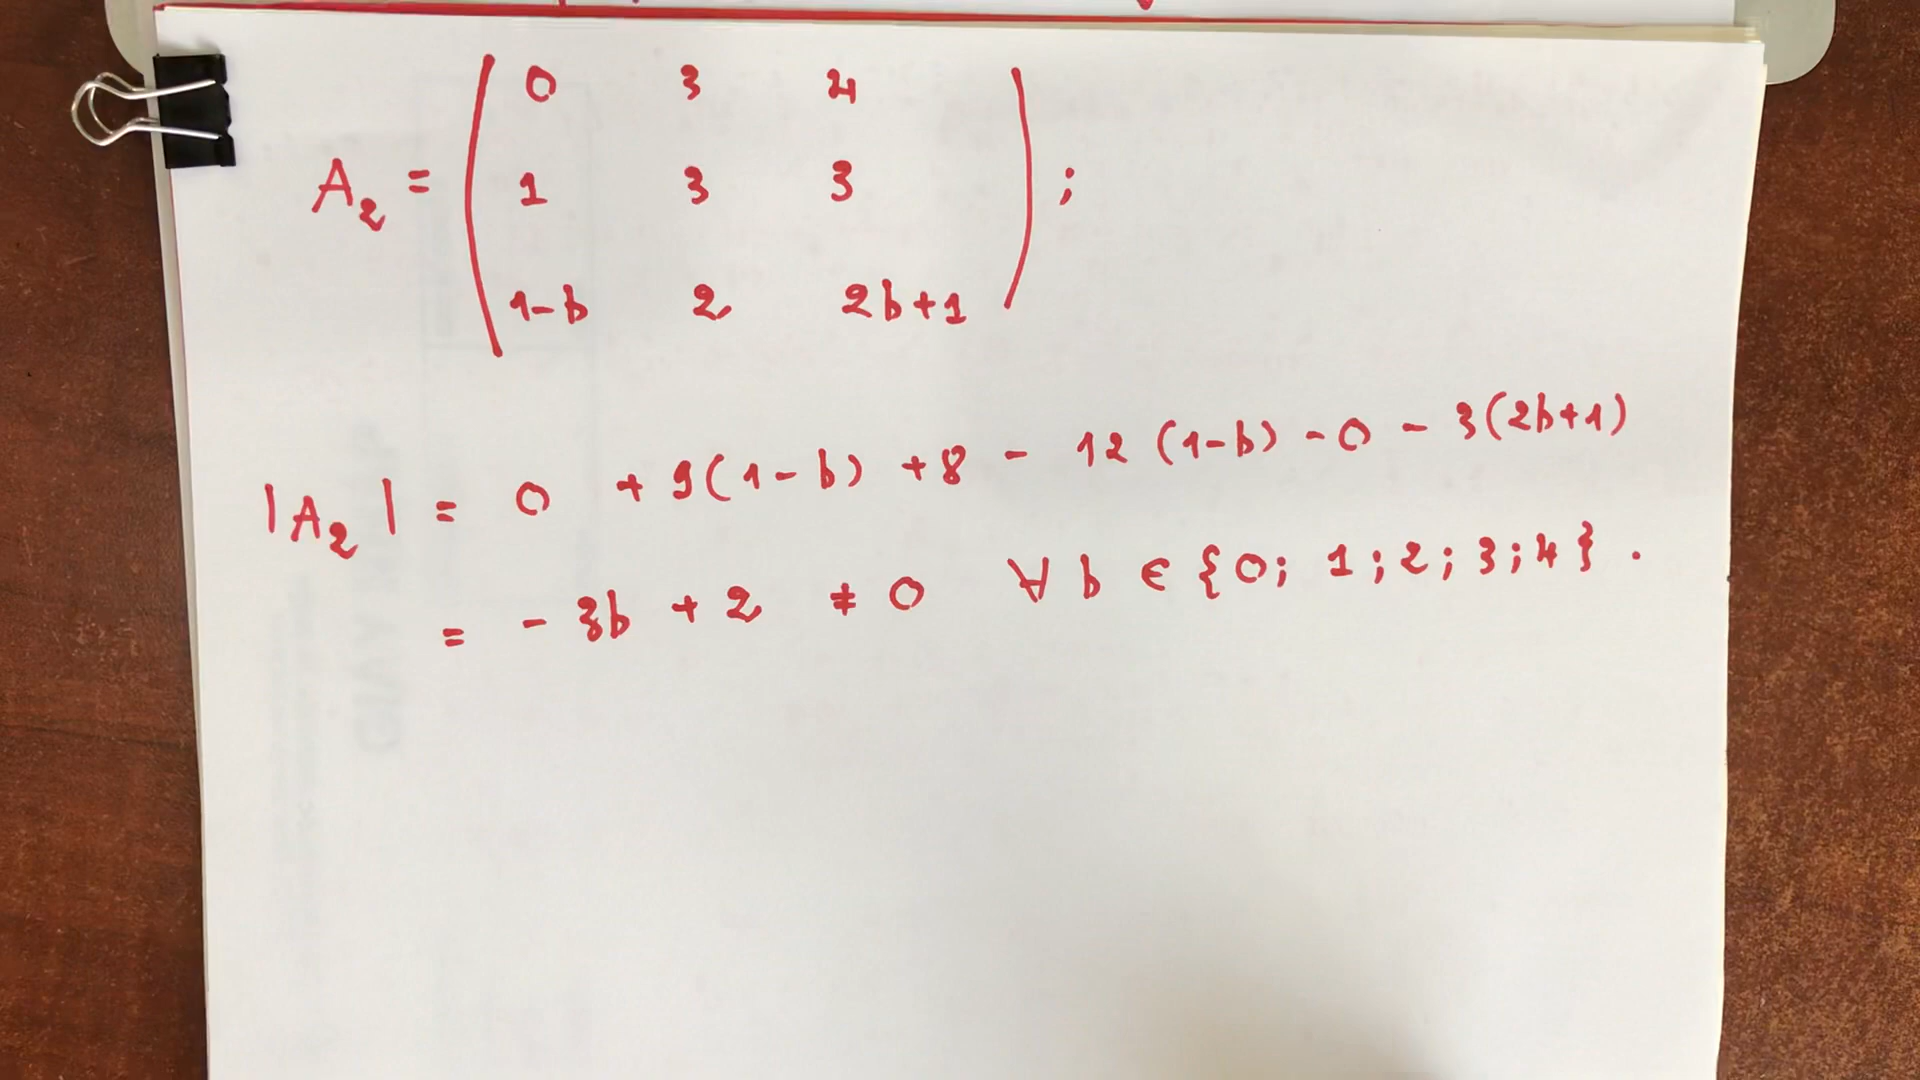 0 3 4
A₂ = ( 1 3 3 ) ;
1-b 2 2b+1
|A₂| = 0 + 9(1-b) + 8 - 12(1-b) - 0 - 3(2b+1)
= - 3b + 2 ≠ 0 ∀ b ∈ {0; 1; 2; 3; 4} .